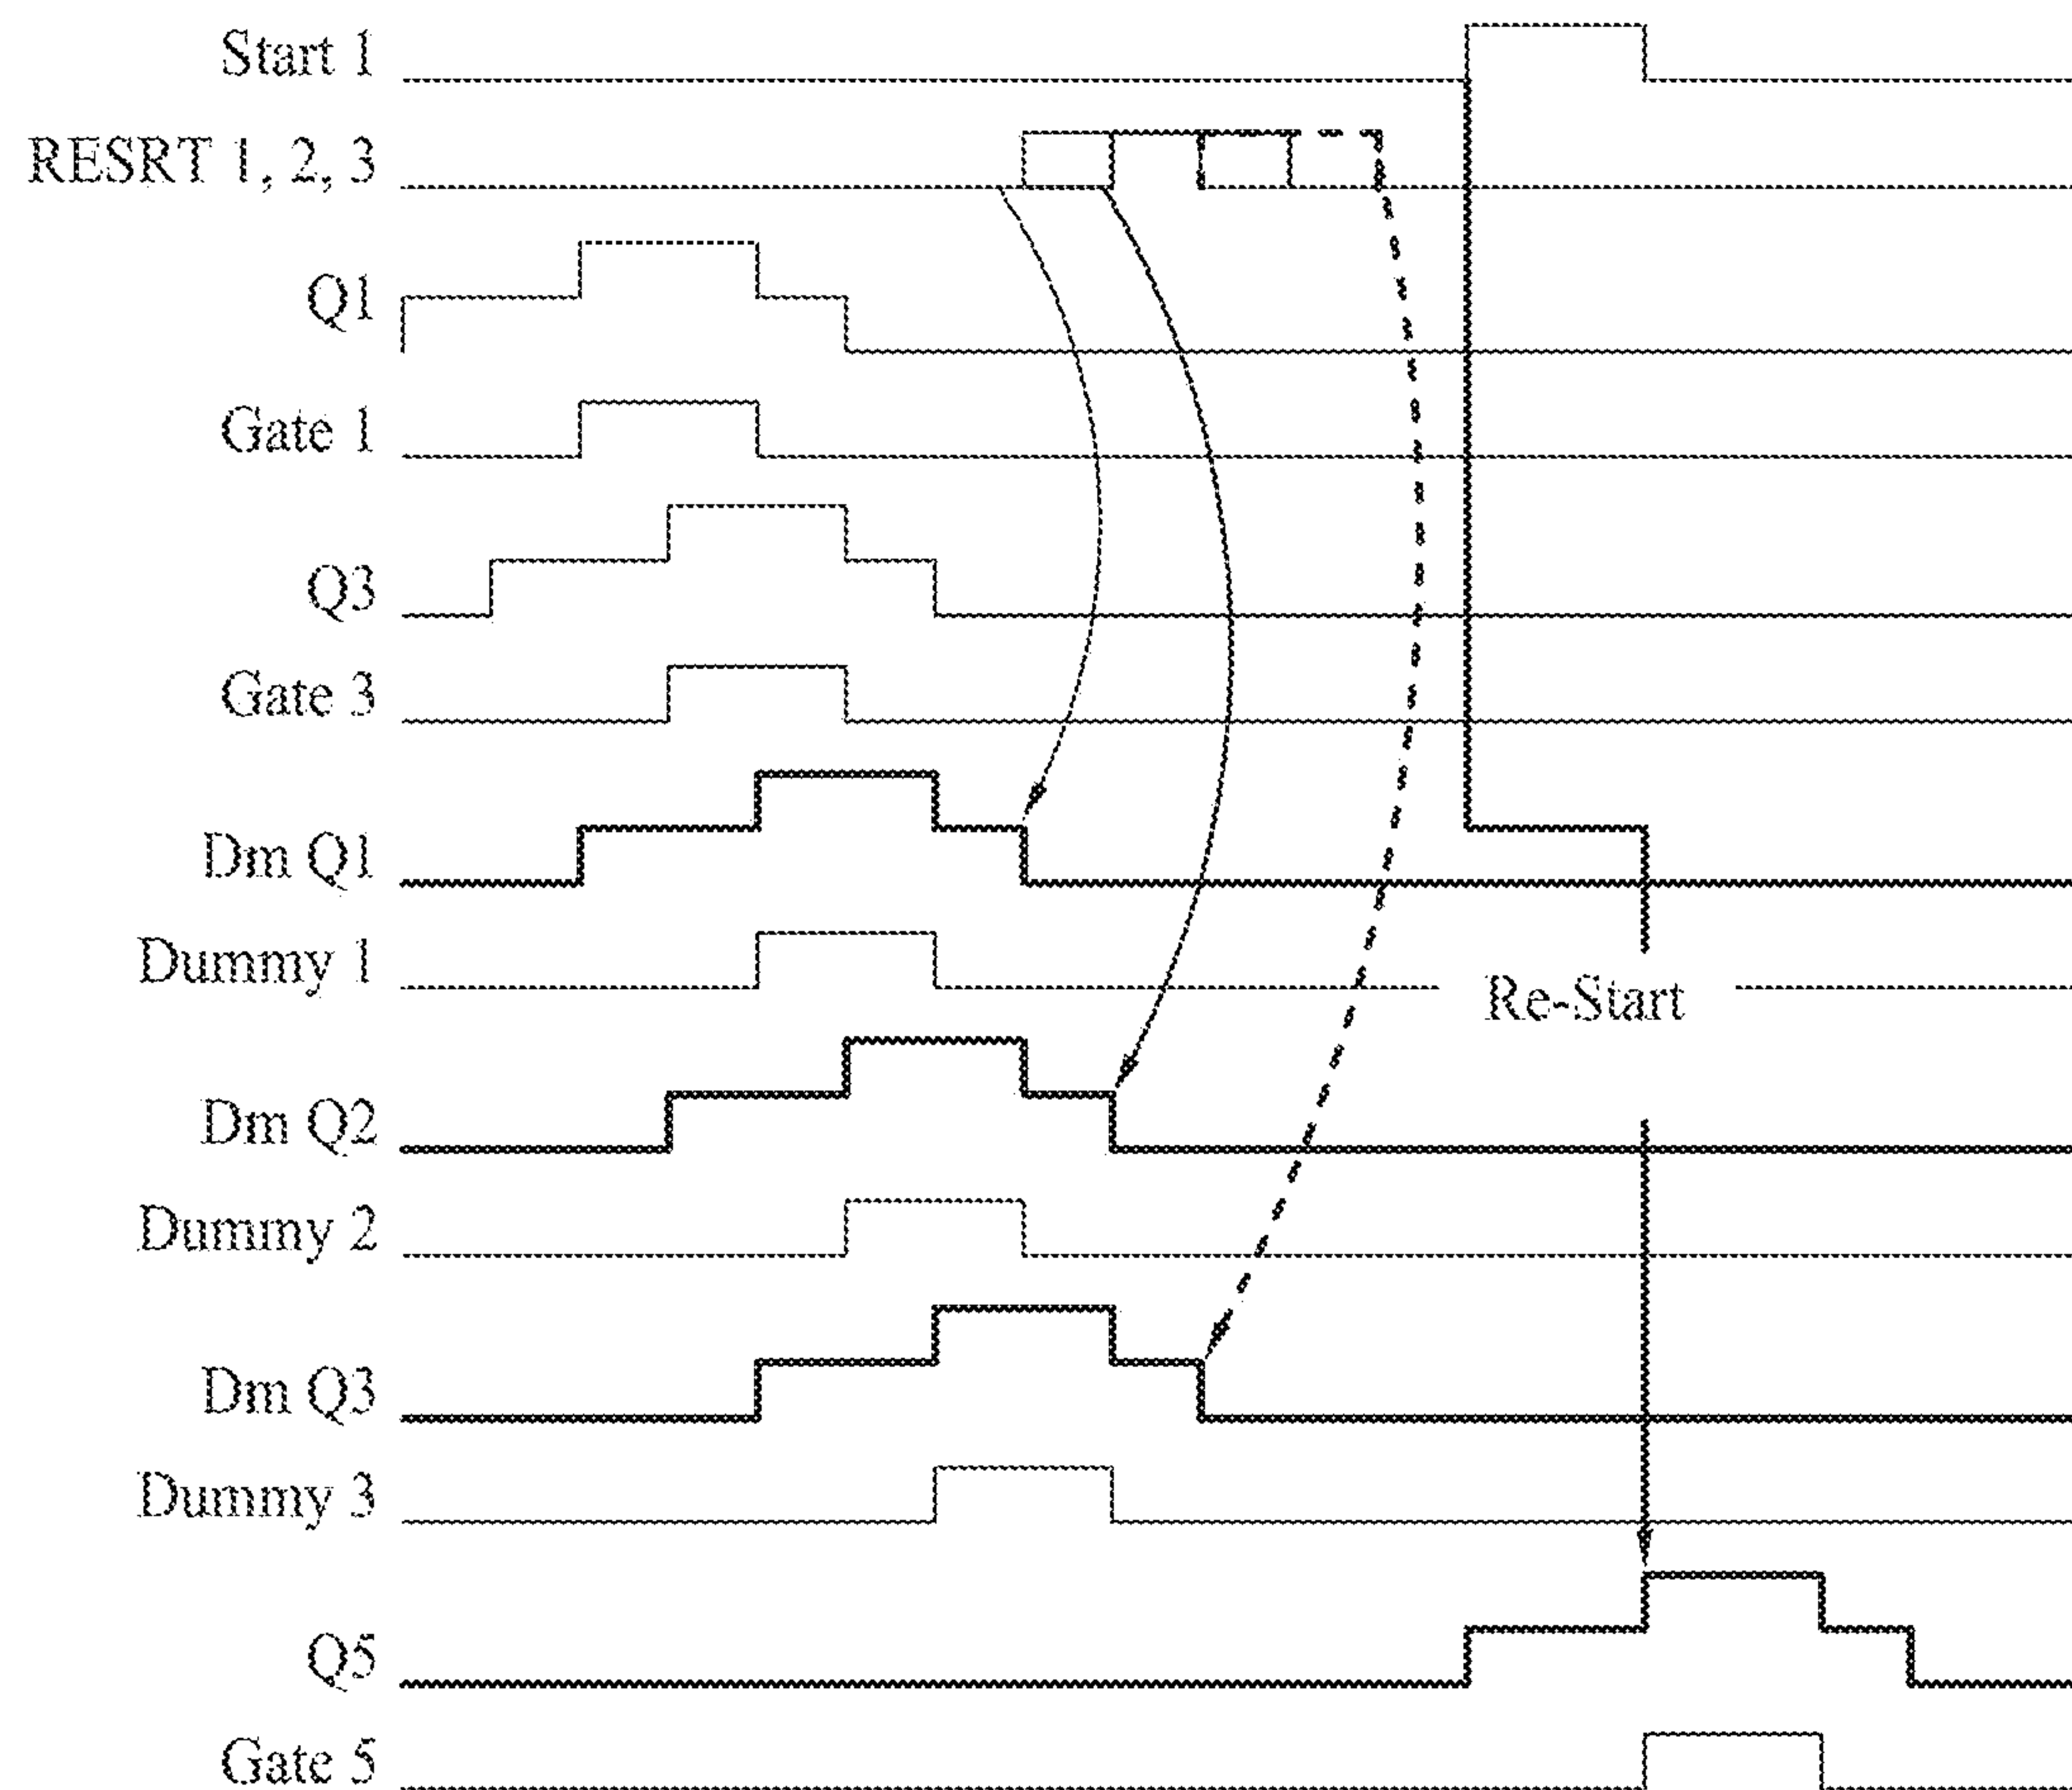 Start 1
RESRT 1, 2, 3
Q1
Gate 1
Q3
Gate 3
Dm Q1
Dummy 1
Re-Start
Dm Q2
Dummy 2
Dm Q3
Dummy 3
Q5
Gate 5